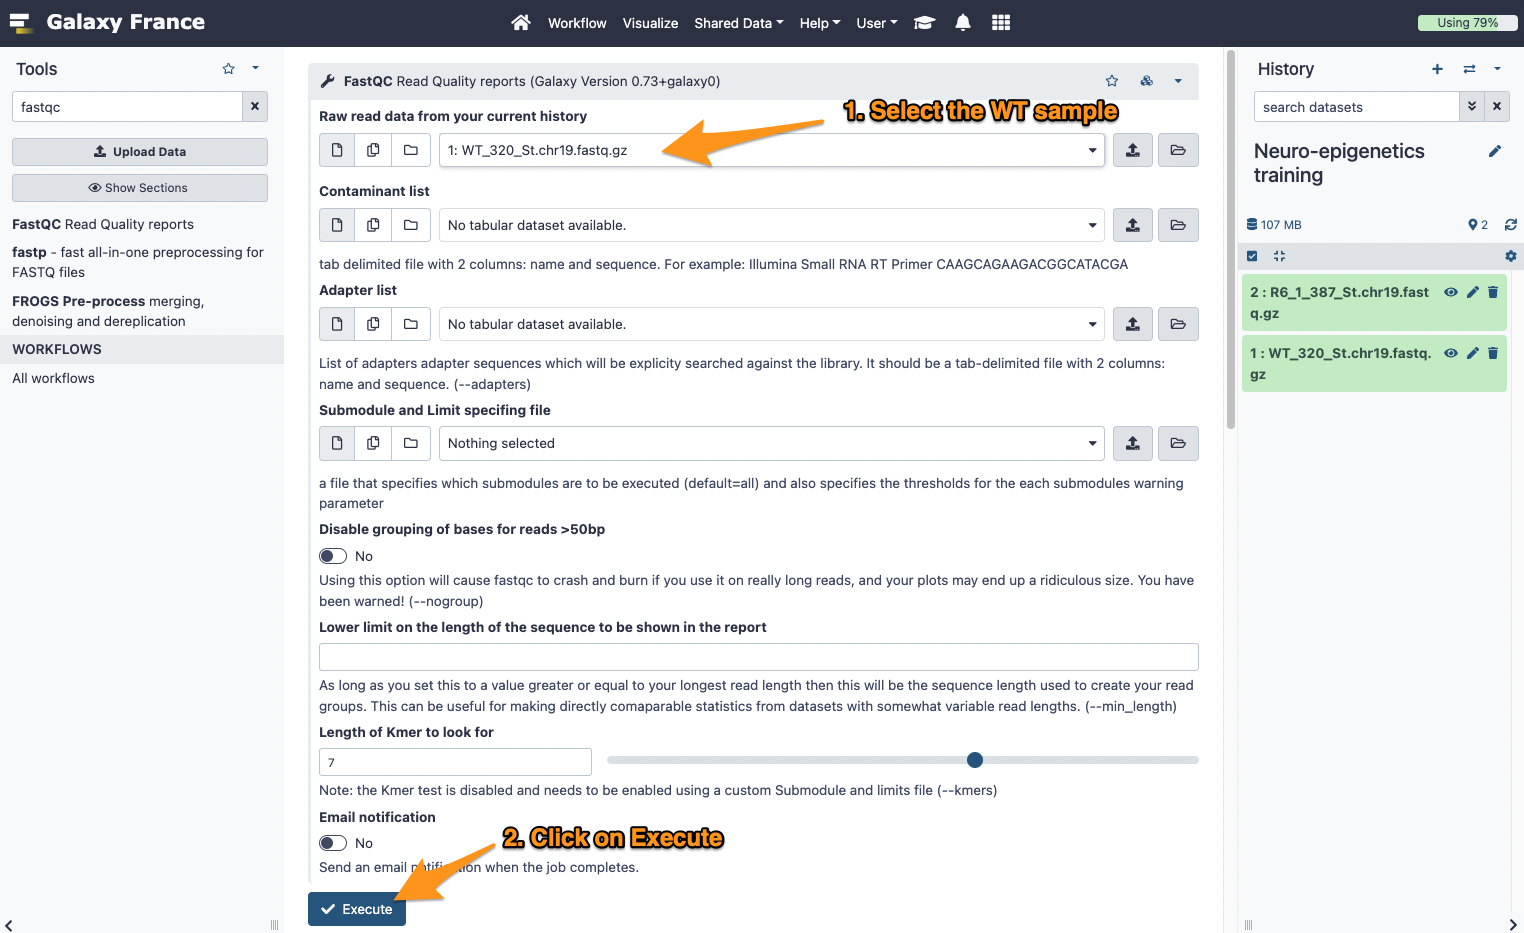 Galaxy France
Workflow Visualize Shared Data Help User
Using 79%
Tools
fastqc
Upload Data
Show Sections
FastQC Read Quality reports
fastp - fast all-in-one preprocessing for
FASTQ files
FROGS Pre-process merging,
denoising and dereplication
WORKFLOWS
All workflows
FastQC Read Quality reports (Galaxy Version 0.73+galaxy0)
1. Select the WT sample
Raw read data from your current history
1: WT_320_St.chr19.fastq.gz
Contaminant list
No tabular dataset available.
tab delimited file with 2 columns: name and sequence. For example: Illumina Small RNA RT Primer CAAGCAGAAGACGGCATACGA
Adapter list
No tabular dataset available.
List of adapters adapter sequences which will be explicity searched against the library. It should be a tab-delimited file with 2 columns:
name and sequence. (--adapters)
Submodule and Limit specifing file
Nothing selected
a file that specifies which submodules are to be executed (default=all) and also specifies the thresholds for the each submodules warning
parameter
Disable grouping of bases for reads >50bp
No
Using this option will cause fastqc to crash and burn if you use it on really long reads, and your plots may end up a ridiculous size. You have
been warned! (--nogroup)
Lower limit on the length of the sequence to be shown in the report
As long as you set this to a value greater or equal to your longest read length then this will be the sequence length used to create your read
groups. This can be useful for making directly comaparable statistics from datasets with somewhat variable read lengths. (--min_length)
Length of Kmer to look for
7
Note: the Kmer test is disabled and needs to be enabled using a custom Submodule and limits file (--kmers)
Email notification
No
2. Click on Execute
Send an email notification when the job completes.
Execute
History
search datasets
Neuro-epigenetics
training
107 MB
2
2 : R6_1_387_St.chr19.fast
q.gz
1 : WT_320_St.chr19.fastq.
gz